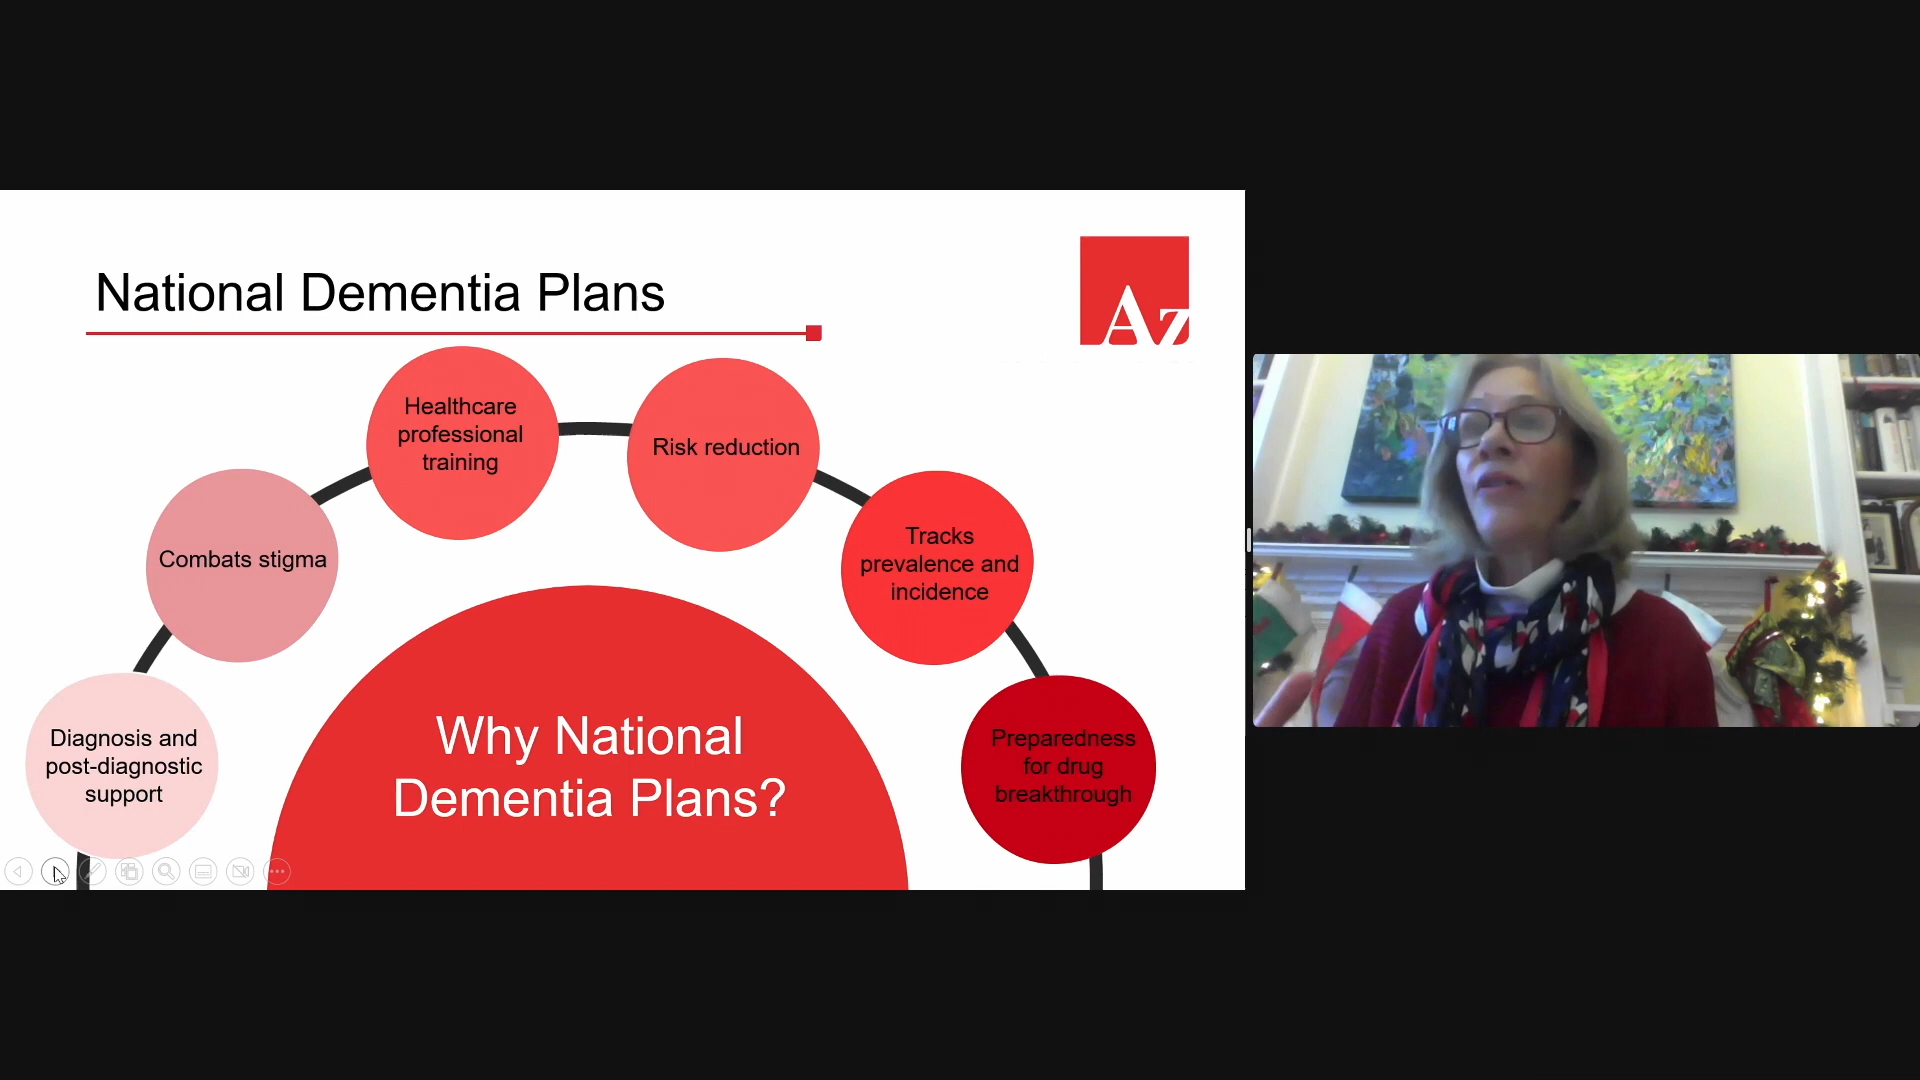 National Dementia Plans
Az
Healthcare
professional
training
Risk reduction
Combats stigma
Tracks
prevalence and
incidence
Diagnosis and
post-diagnostic
support
Why National
Dementia Plans?
Preparedness
for drug
breakthrough